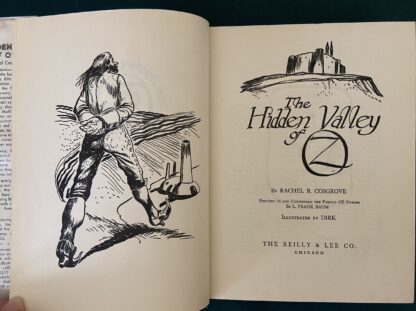 The
Hidden Valley
of
OZ
By RACHEL R. COSGROVE
Founded on and Continuing the Famous Oz Stories
By L. FRANK BAUM
Illustrated by DIRK
THE REILLY & LEE CO.
CHICAGO